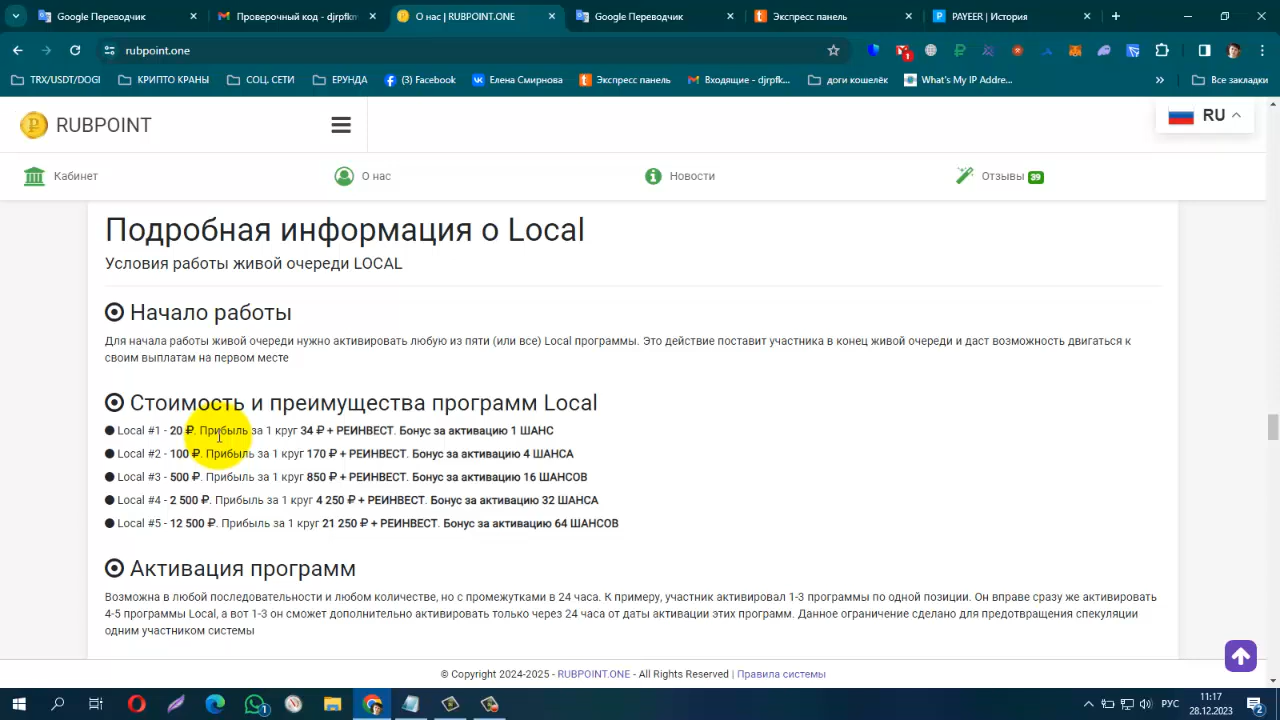 Google Переводчик
Проверочный код - djrpfkm
О нас | RUBPOINT.ONE
Google Переводчик
Экспресс панель
PAYEER | История
rubpoint.one
1
TRX/USDT/DOGI
КРИПТО КРАНЫ
СОЦ. СЕТИ
ЕРУНДА
(3) Facebook
Елена Смирнова
Экспресс панель
Входящие - djrpfk...
доги кошелёк
What's My IP Addre...
»
Все закладки
RUBPOINT
RU
Кабинет
О нас
Новости
Отзывы 39
Подробная информация о Local
Условия работы живой очереди LOCAL
Начало работы
Для начала работы живой очереди нужно активировать любую из пяти (или все) Local программы. Это действие поставит участника в конец живой очереди и даст возможность двигаться к
своим выплатам на первом месте
Стоимость и преимущества программ Local
Local #1 - 20 ₽. Прибыль за 1 круг 34 ₽ + РЕИНВЕСТ. Бонус за активацию 1 ШАНС
Local #2 - 100 ₽. Прибыль за 1 круг 170 ₽ + РЕИНВЕСТ. Бонус за активацию 4 ШАНСА
Local #3 - 500 ₽. Прибыль за 1 круг 850 ₽ + РЕИНВЕСТ. Бонус за активацию 16 ШАНСОВ
Local #4 - 2 500 ₽. Прибыль за 1 круг 4 250 ₽ + РЕИНВЕСТ. Бонус за активацию 32 ШАНСА
Local #5 - 12 500 ₽. Прибыль за 1 круг 21 250 ₽ + РЕИНВЕСТ. Бонус за активацию 64 ШАНСОВ
Активация программ
Возможна в любой последовательности и любом количестве, но с промежутками в 24 часа. К примеру, участник активировал 1-3 программы по одной позиции. Он вправе сразу же активировать
4-5 программы Local, а вот 1-3 он сможет дополнительно активировать только через 24 часа от даты активации этих программ. Данное ограничение сделано для предотвращения спекуляции
одним участником системы
© Copyright 2024-2025 - RUBPOINT.ONE - All Rights Reserved | Правила системы
1
РУС
11:17
28.12.2023
2